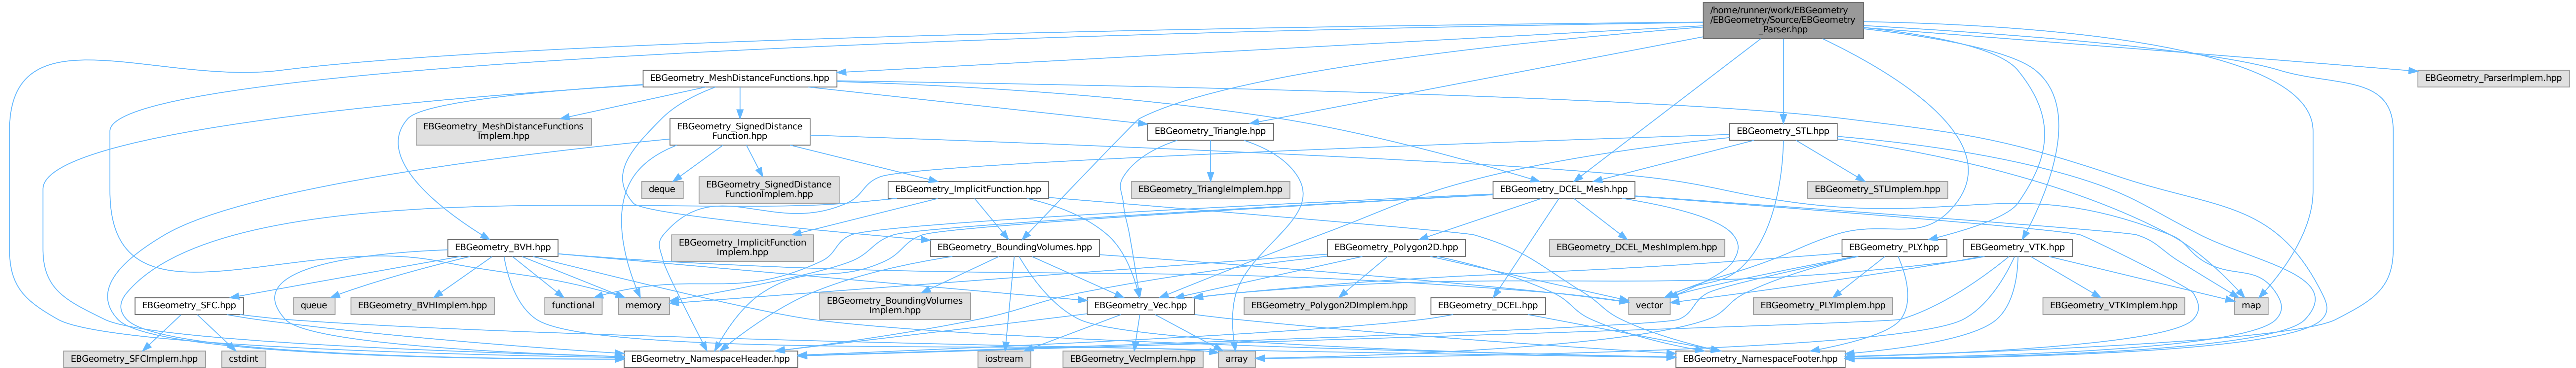 /home/runner/work/EBGeometry
/EBGeometry/Source/EBGeometry
_Parser.hpp
EBGeometry_MeshDistanceFunctions.hpp
EBGeometry_ParserImplem.hpp
EBGeometry_MeshDistanceFunctions
Implem.hpp
EBGeometry_SignedDistance
Function.hpp
EBGeometry_Triangle.hpp
EBGeometry_STL.hpp
deque
EBGeometry_SignedDistance
FunctionImplem.hpp
EBGeometry_ImplicitFunction.hpp
EBGeometry_TriangleImplem.hpp
EBGeometry_DCEL_Mesh.hpp
EBGeometry_STLImplem.hpp
EBGeometry_BVH.hpp
EBGeometry_ImplicitFunction
Implem.hpp
EBGeometry_BoundingVolumes.hpp
EBGeometry_Polygon2D.hpp
EBGeometry_DCEL_MeshImplem.hpp
EBGeometry_PLY.hpp
EBGeometry_VTK.hpp
EBGeometry_SFC.hpp
queue
EBGeometry_BVHImplem.hpp
functional
memory
EBGeometry_BoundingVolumes
Implem.hpp
EBGeometry_Vec.hpp
EBGeometry_Polygon2DImplem.hpp
EBGeometry_DCEL.hpp
vector
EBGeometry_PLYImplem.hpp
EBGeometry_VTKImplem.hpp
map
EBGeometry_SFCImplem.hpp
cstdint
EBGeometry_NamespaceHeader.hpp
iostream
EBGeometry_VecImplem.hpp
array
EBGeometry_NamespaceFooter.hpp